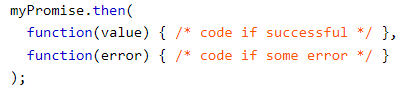 myPromise.then(
  function(value) { /* code if successful */ },
  function(error) { /* code if some error */ }
);